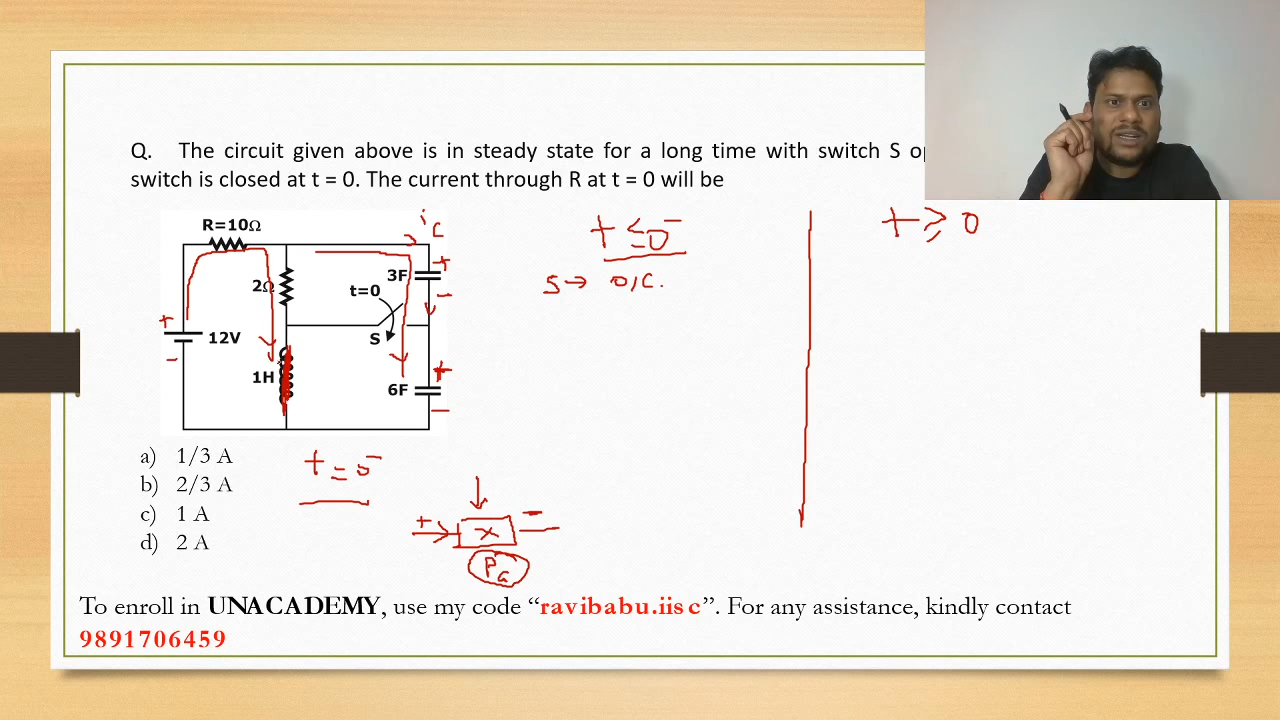 Q. The circuit given above is in steady state for a long time with switch S
switch is closed at t = 0. The current through R at t = 0 will be
R=10Ω
2Ω
3F
t=0
12V
S
1H
6F
i c
+
-
+
-
+
-
t ≤ 0⁻
S → O/C.
t ≥ 0
a) 1/3 A
b) 2/3 A
c) 1 A
d) 2 A
t = 0⁻
+ x -
To enroll in UNACADEMY, use my code “ravibabu.iisc”. For any assistance, kindly contact
9891706459